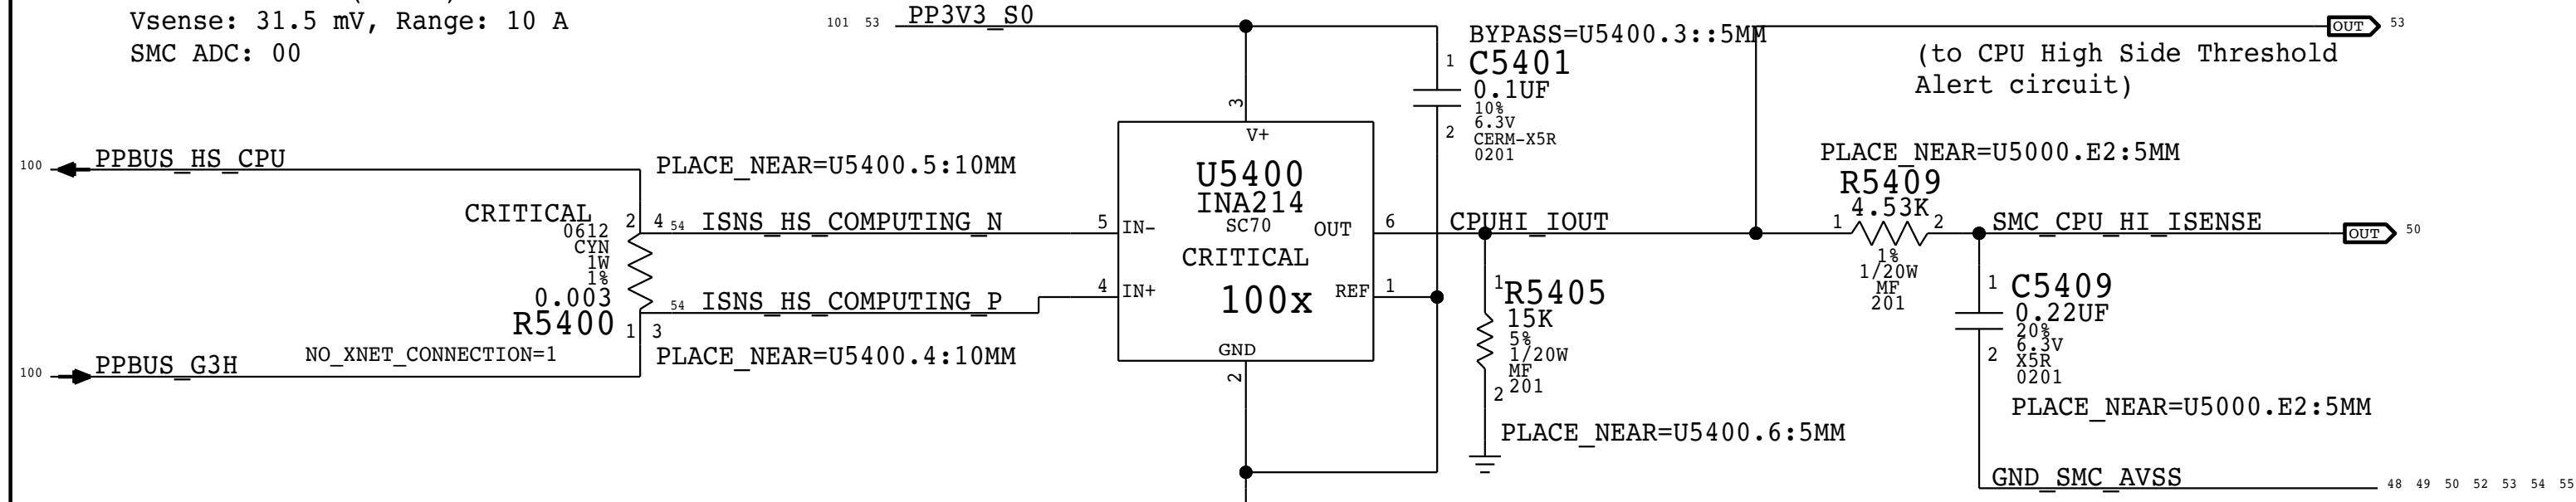 Vsense: 31.5 mV, Range: 10 A
SMC ADC: 00
101 53 PP3V3_S0
BYPASS=U5400.3::5MM
OUT 53
(to CPU High Side Threshold
Alert circuit)
1 C5401
0.1UF
10%
6.3V
2 CERM-X5R
0201
3
V+
100 PPBUS_HS_CPU
PLACE_NEAR=U5400.5:10MM
U5400
INA214
SC70
CRITICAL
100x
PLACE_NEAR=U5000.E2:5MM
R5409
4.53K
1 2
1%
1/20W
MF
201
CRITICAL
0612
CYN
1W
1%
0.003
R5400
2 4 54 ISNS_HS_COMPUTING_N 5 IN-
OUT 6 CPUHI_IOUT
SMC_CPU_HI_ISENSE OUT 50
54 ISNS_HS_COMPUTING_P 4 IN+
REF 1
1 3
1 R5405
15K
5%
1/20W
MF
201
2
1 C5409
0.22UF
20%
6.3V
2 X5R
0201
GND
2
NO_XNET_CONNECTION=1
PLACE_NEAR=U5400.4:10MM
100 PPBUS_G3H
PLACE_NEAR=U5000.E2:5MM
PLACE_NEAR=U5400.6:5MM
GND_SMC_AVSS 48 49 50 52 53 54 55